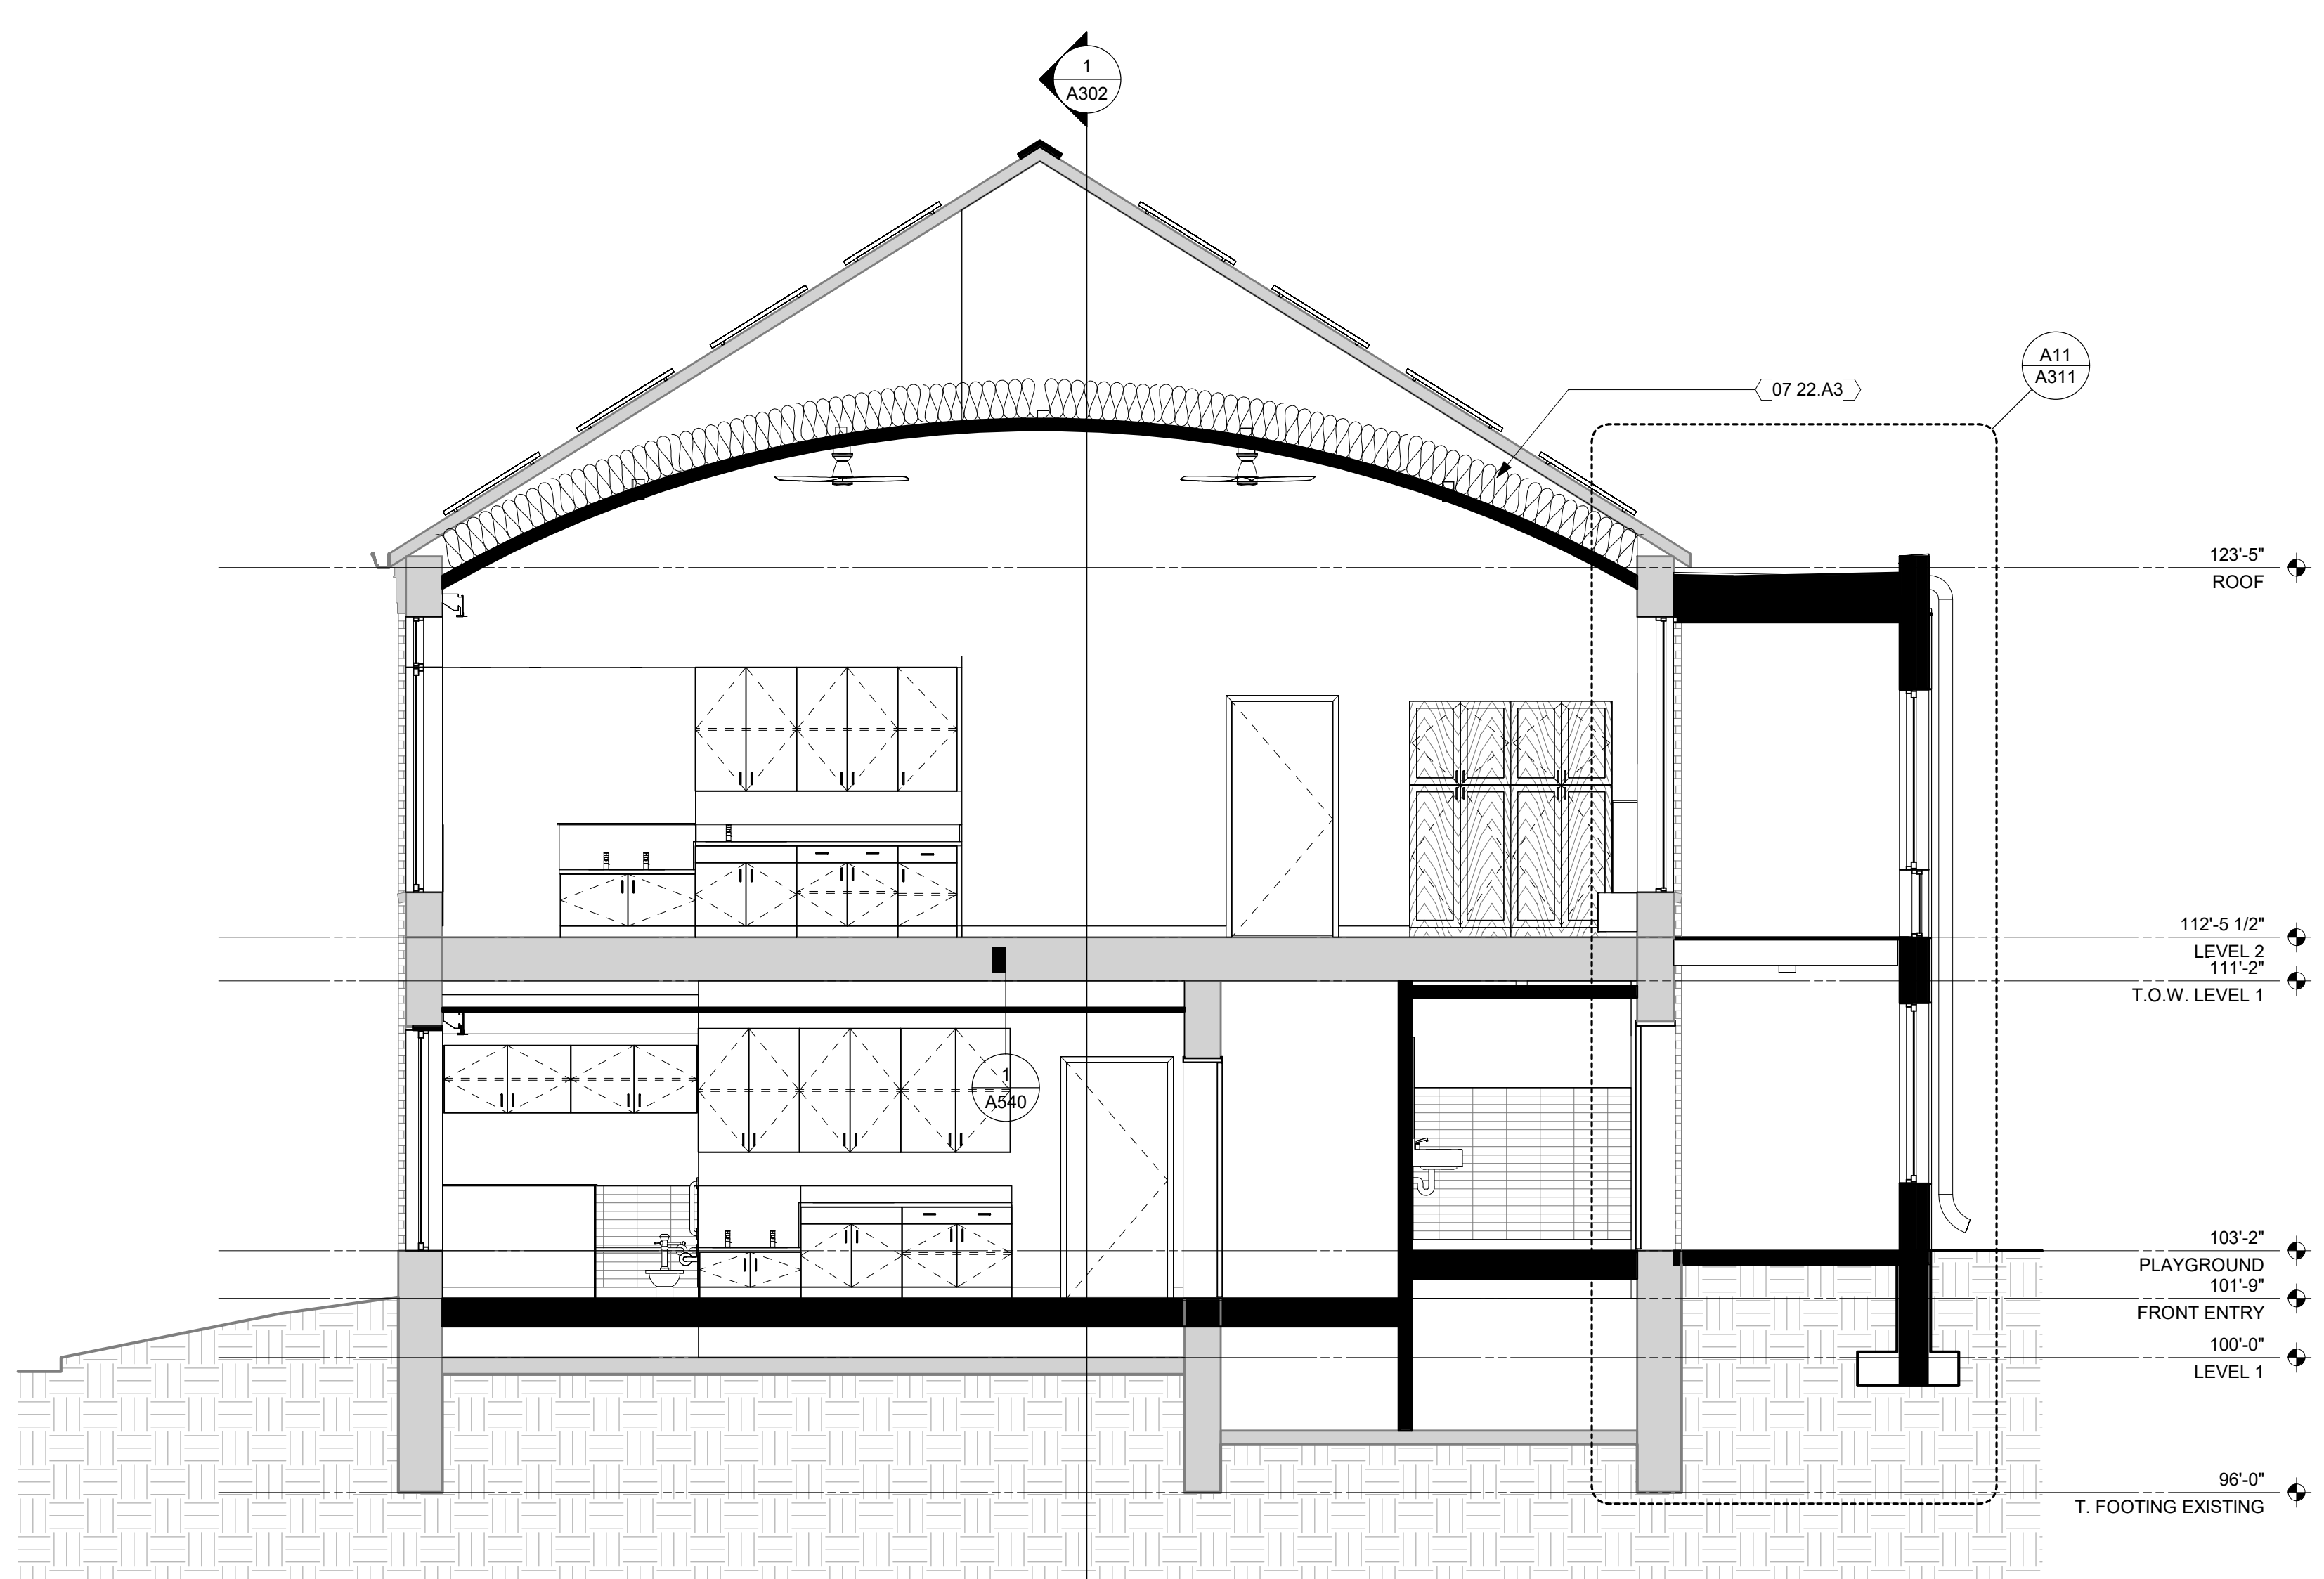 1
A302
A11
A311
07 22.A3
123'-5"
ROOF
112'-5 1/2"
LEVEL 2
111'-2"
T.O.W. LEVEL 1
1
A540
103'-2"
PLAYGROUND
101'-9"
FRONT ENTRY
100'-0"
LEVEL 1
96'-0"
T. FOOTING EXISTING